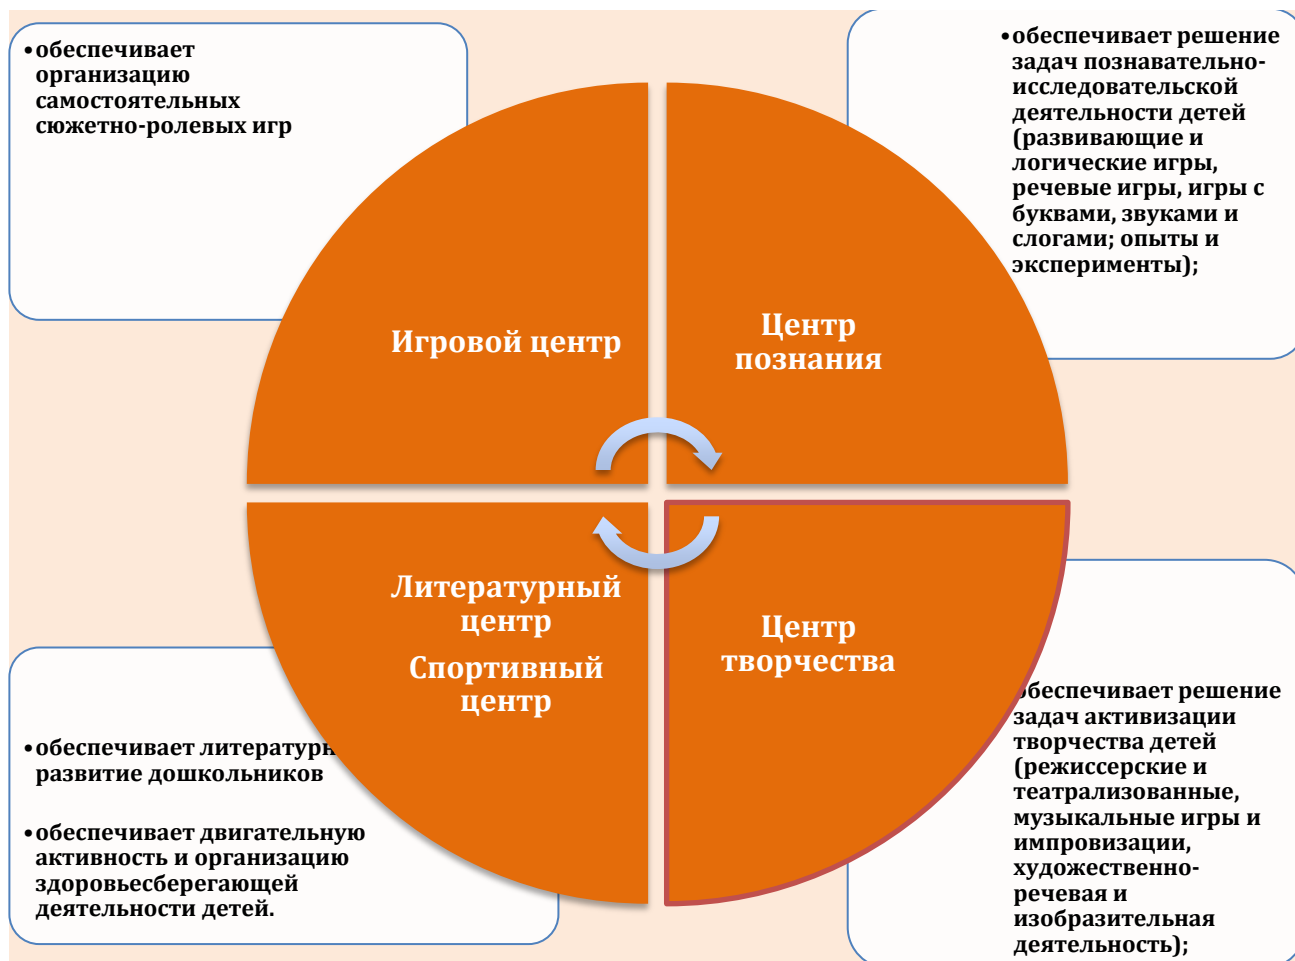 •обеспечивает
организацию
самостоятельных
сюжетно-ролевых игр
•обеспечивает решение
задач познавательно-
исследовательской
деятельности детей
(развивающие и
логические игры,
речевые игры, игры с
буквами, звуками и
слогами; опыты и
эксперименты);
Игровой центр
Центр
познания
Литературный
центр
Спортивный
центр
Центр
творчества
•обеспечивает
развитие дошкольников
•обеспечивает двигательную
активность и организацию
здоровьесберегающей
деятельности детей.
обеспечивает решение
задач активизации
творчества детей
(режиссерские и
театрализованные,
музыкальные игры и
импровизации,
художественно-
речевая и
изобразительная
деятельность);